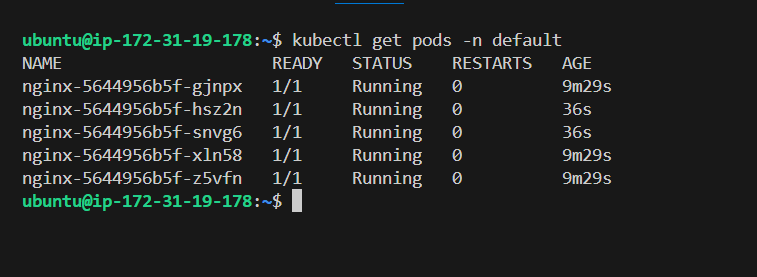 ubuntu@ip-172-31-19-178:~$ kubectl get pods -n default
NAME READY STATUS RESTARTS AGE
nginx-5644956b5f-gjnpx 1/1 Running 0 9m29s
nginx-5644956b5f-hsz2n 1/1 Running 0 36s
nginx-5644956b5f-snvg6 1/1 Running 0 36s
nginx-5644956b5f-xln58 1/1 Running 0 9m29s
nginx-5644956b5f-z5vfn 1/1 Running 0 9m29s
ubuntu@ip-172-31-19-178:~$